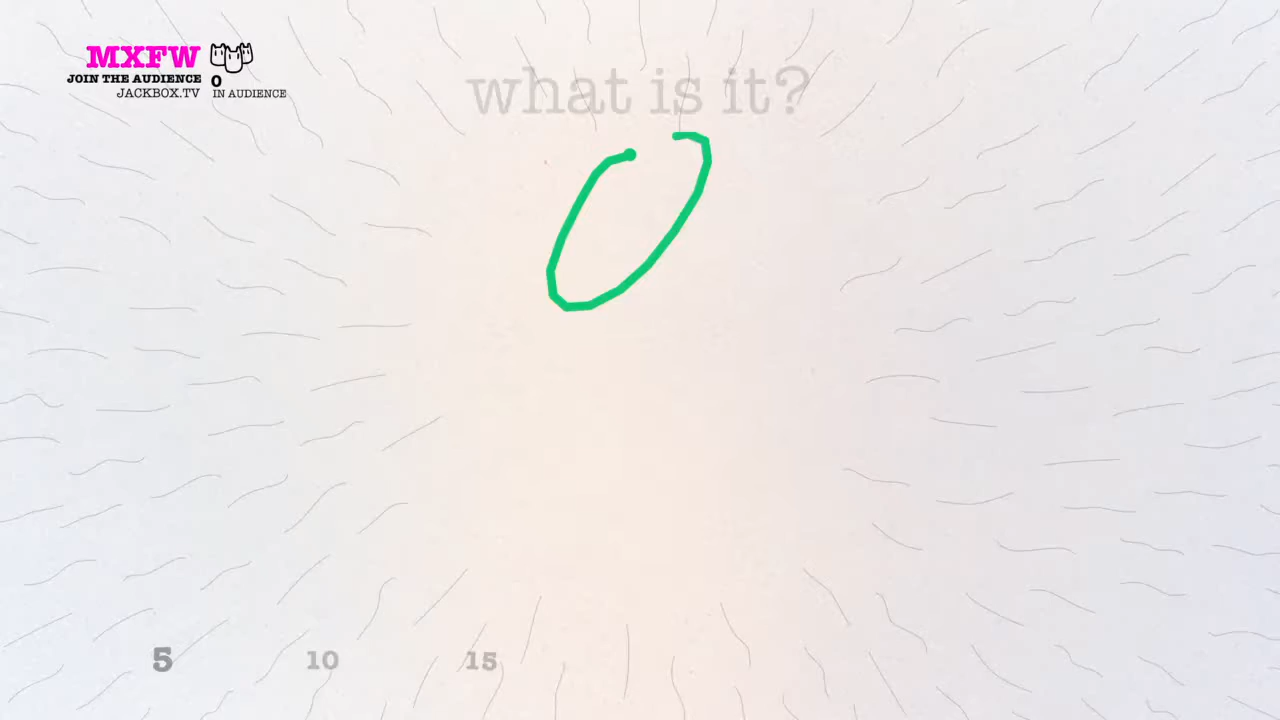 MXFW
JOIN THE AUDIENCE
JACKBOX.TV
0
IN AUDIENCE
what is it?
5 10 15